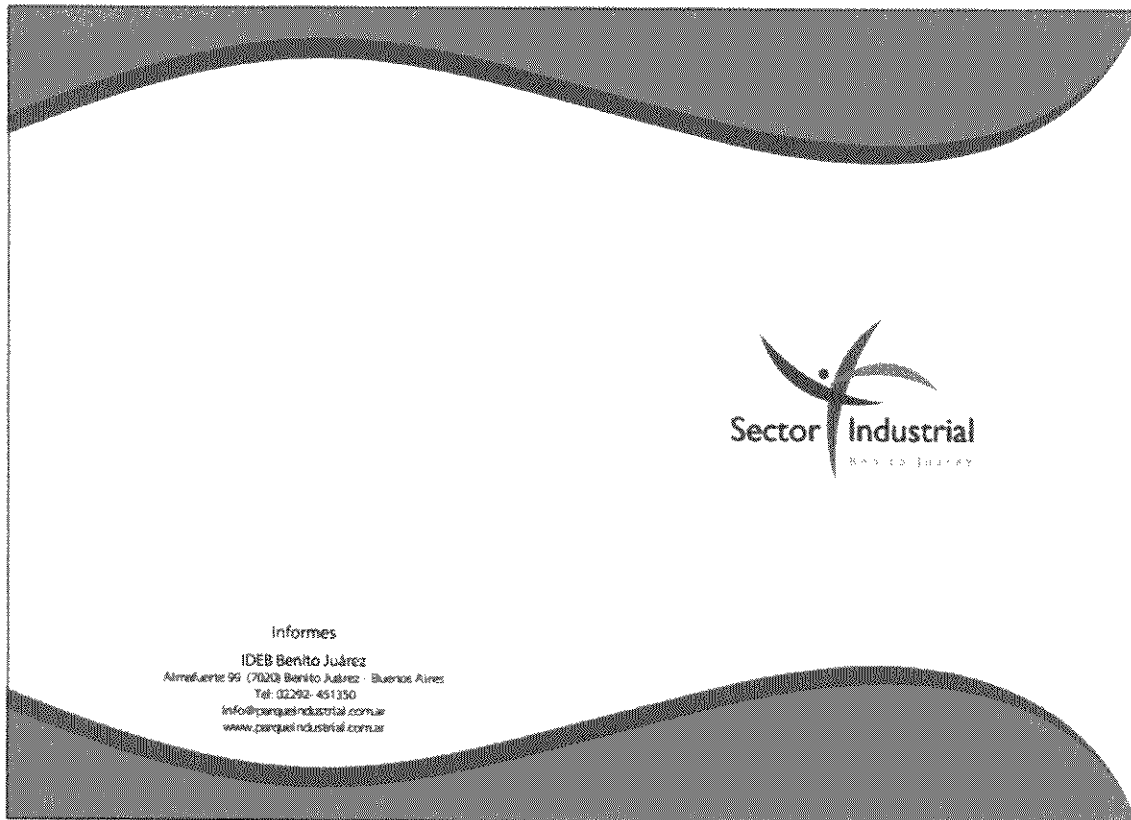 Sector Industrial
Benito Juárez
Informes
IDEB Benito Juárez
Almafuerte 99 (7020) Benito Juárez - Buenos Aires
Tel: 02292- 451350
info@parqueindustrial.com.ar
www.parqueindustrial.com.ar